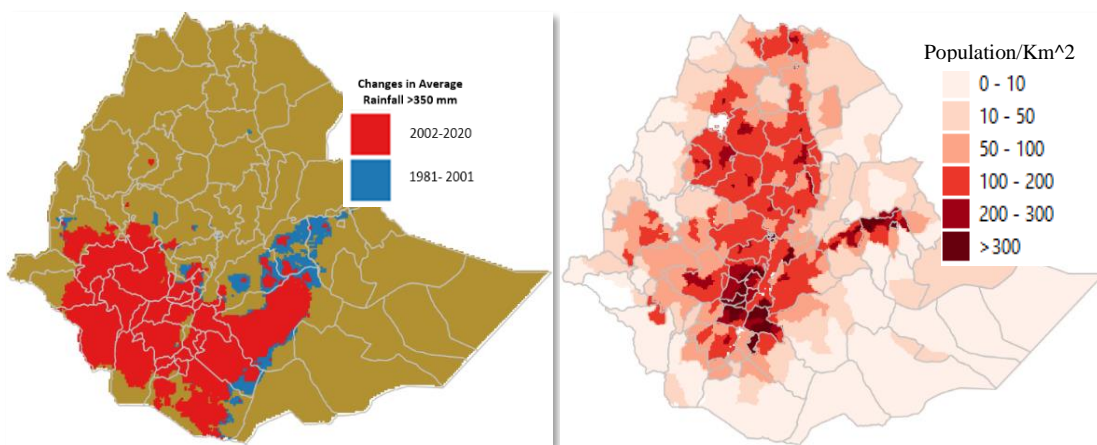 Changes in Average
Rainfall >350 mm
2002-2020
1981- 2001
Population/Km^2
0 - 10
10 - 50
50 - 100
100 - 200
200 - 300
>300